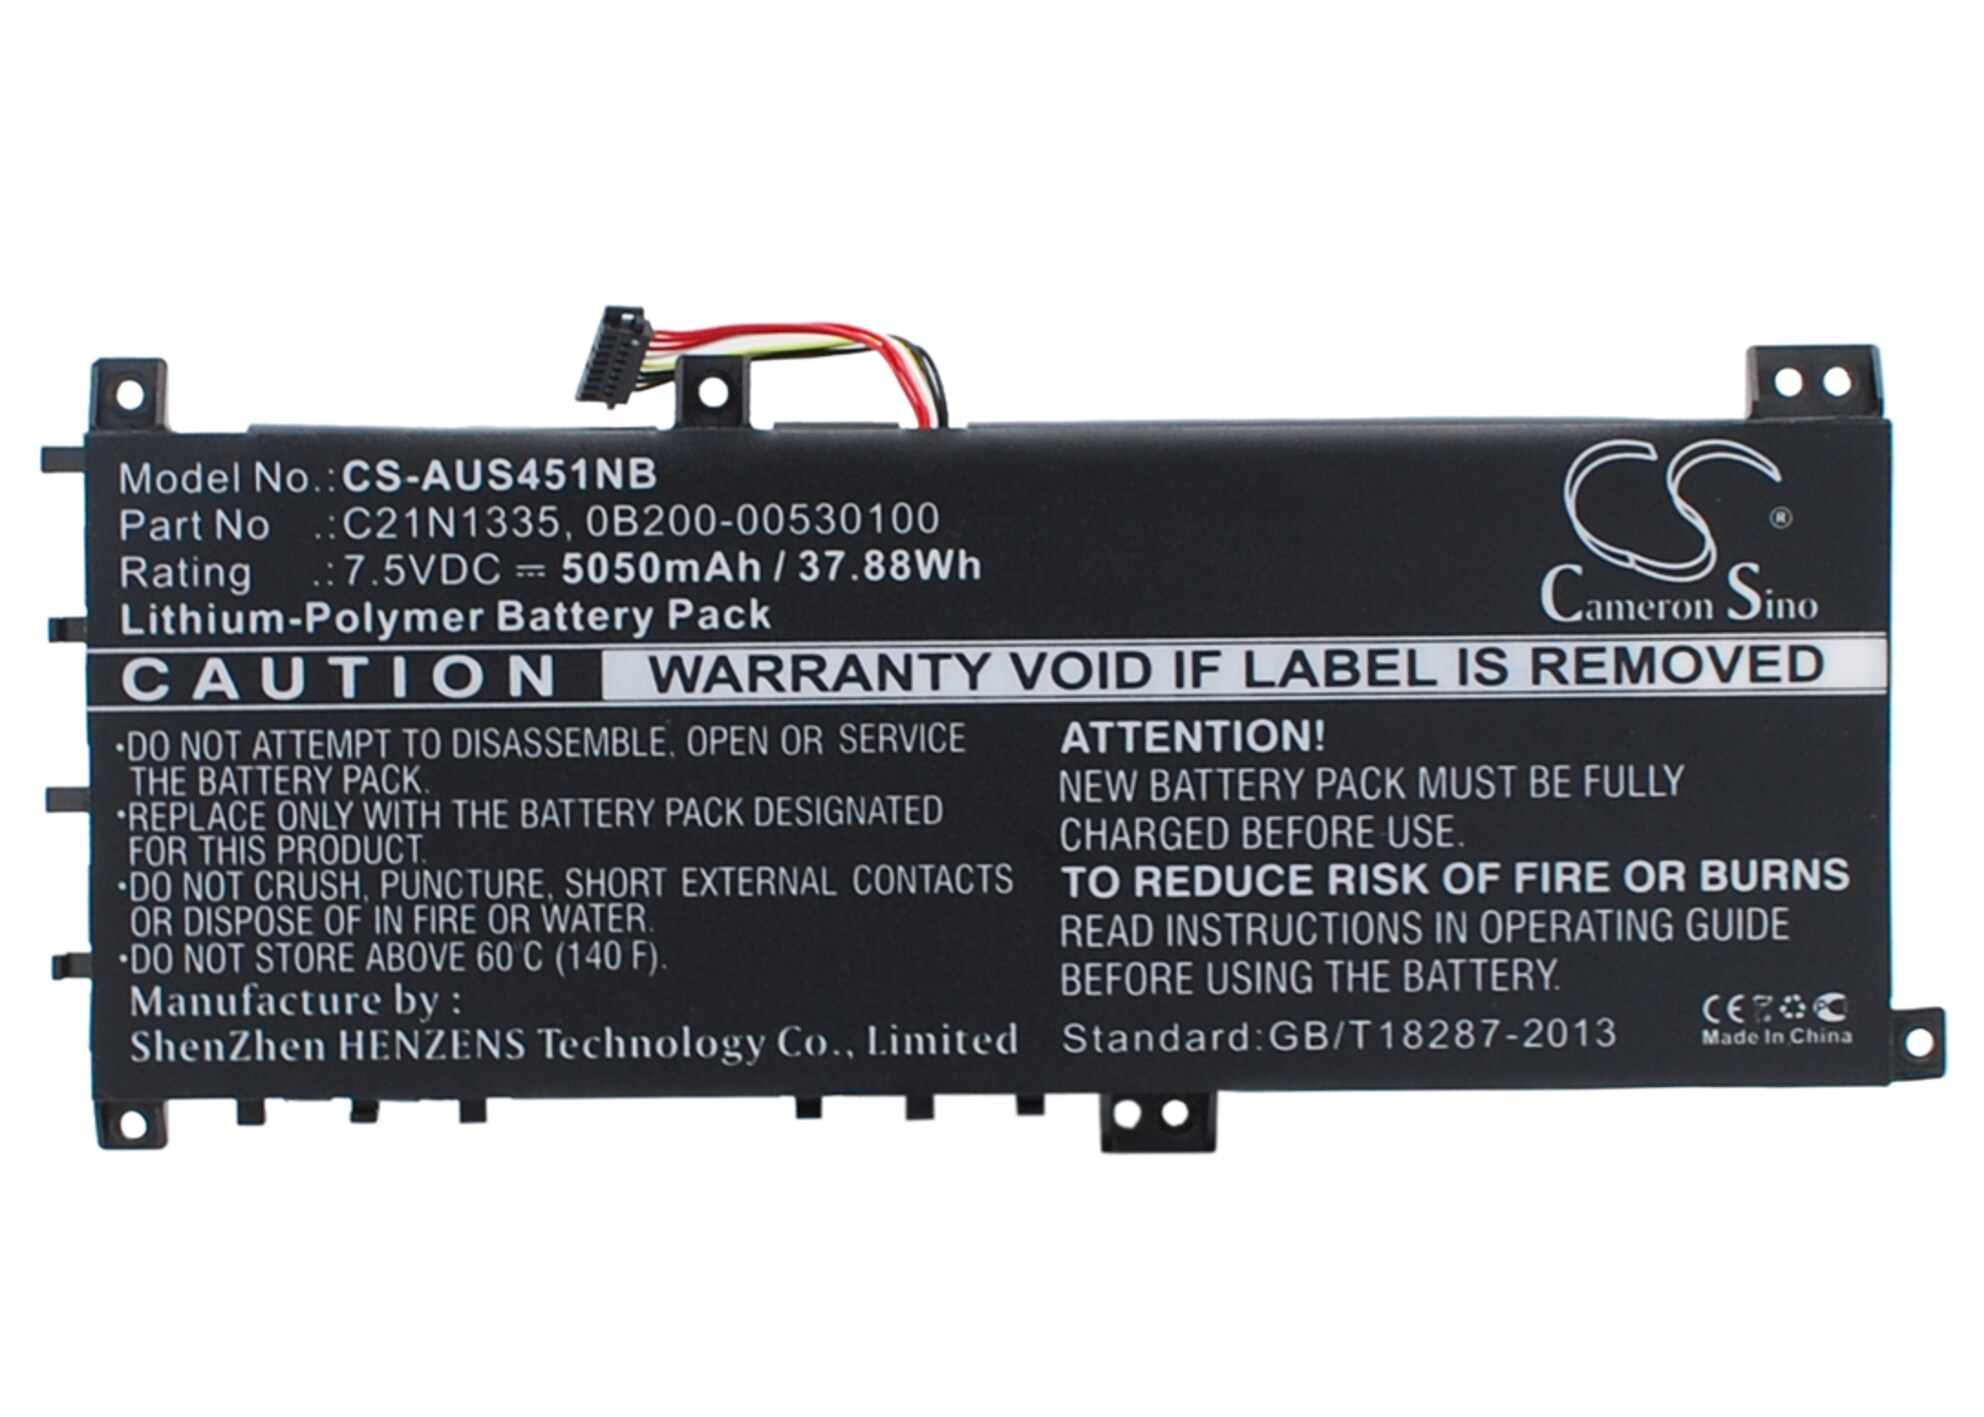 Model No.:CS-AUS451NB
Part No .:C21N1335, 0B200-00530100
Rating .:7.5VDC ⎓ 5050mAh / 37.88Wh
Lithium-Polymer Battery Pack
CS ®
Cameron Sino
CAUTION WARRANTY VOID IF LABEL IS REMOVED
•DO NOT ATTEMPT TO DISASSEMBLE, OPEN OR SERVICE
THE BATTERY PACK.
•REPLACE ONLY WITH THE BATTERY PACK DESIGNATED
FOR THIS PRODUCT.
•DO NOT CRUSH, PUNCTURE, SHORT EXTERNAL CONTACTS
OR DISPOSE OF IN FIRE OR WATER.
•DO NOT STORE ABOVE 60°C (140 F).
Manufacture by :
ShenZhen HENZENS Technology Co., Limited
ATTENTION!
NEW BATTERY PACK MUST BE FULLY
CHARGED BEFORE USE.
TO REDUCE RISK OF FIRE OR BURNS
READ INSTRUCTIONS IN OPERATING GUIDE
BEFORE USING THE BATTERY.
Standard:GB/T18287-2013
CE
Made In China